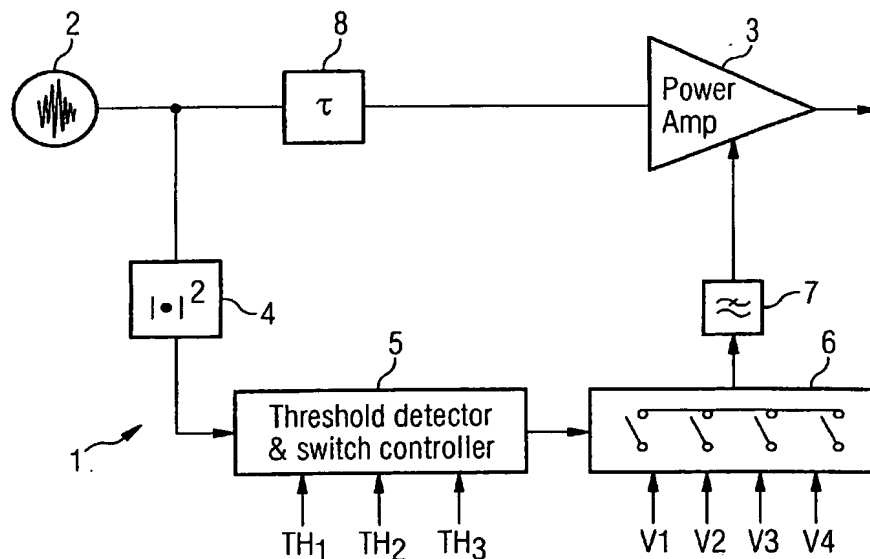 2
8
3
τ
Power
Amp
|•|²
4
7
5
6
Threshold detector
& switch controller
1
TH₁ TH₂ TH₃
V1 V2 V3 V4